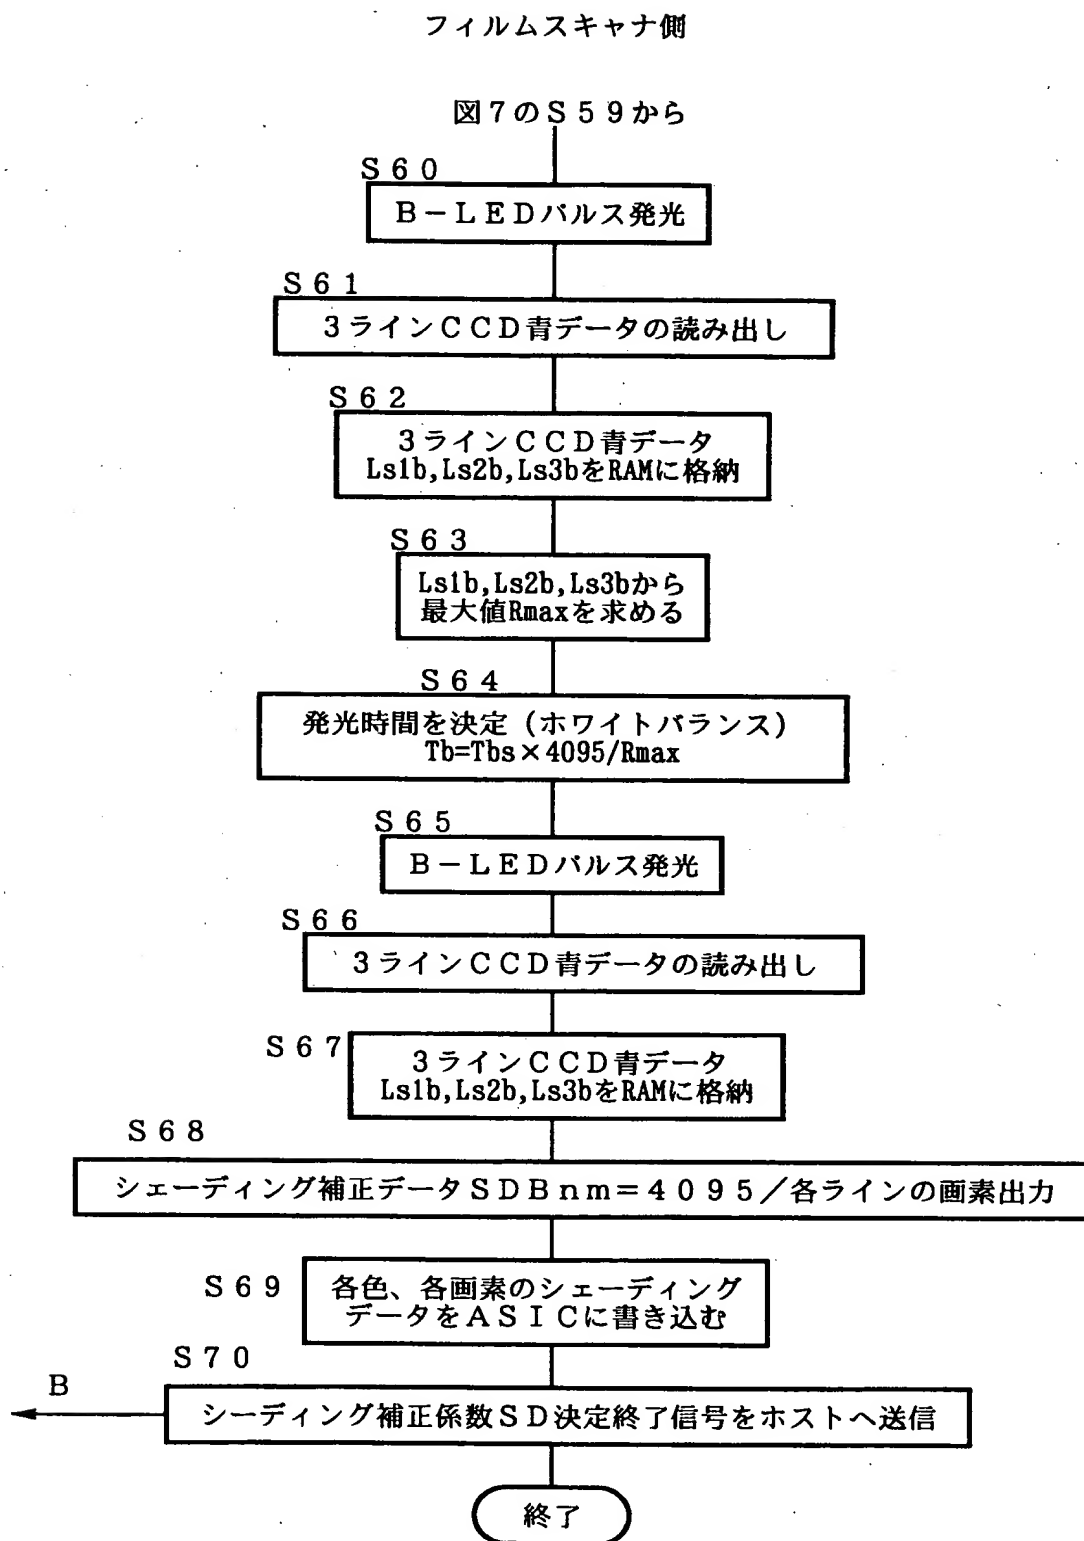 フィルムスキャナ側
図７のＳ５９から
Ｓ６０
Ｂ－ＬＥＤパルス発光
Ｓ６１
３ラインＣＣＤ青データの読み出し
Ｓ６２
３ラインＣＣＤ青データ
Ls1b,Ls2b,Ls3bをRAMに格納
Ｓ６３
Ls1b,Ls2b,Ls3bから
最大値Rmaxを求める
Ｓ６４
発光時間を決定（ホワイトバランス）
Tb=Tbs×4095/Rmax
Ｓ６５
Ｂ－ＬＥＤパルス発光
Ｓ６６
３ラインＣＣＤ青データの読み出し
Ｓ６７
３ラインＣＣＤ青データ
Ls1b,Ls2b,Ls3bをRAMに格納
Ｓ６８
シェーディング補正データＳＤＢｎｍ＝４０９５／各ラインの画素出力
Ｓ６９
各色、各画素のシェーディング
データをＡＳＩＣに書き込む
Ｓ７０
Ｂ
シーディング補正係数ＳＤ決定終了信号をホストへ送信
終了